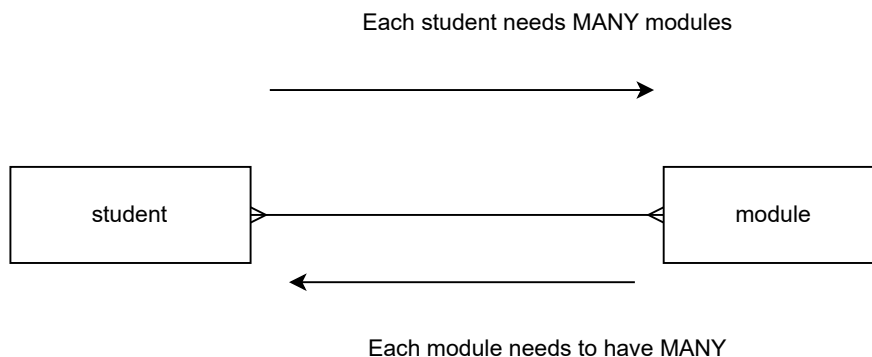 Each student needs MANY modules
student
module
Each module needs to have MANY